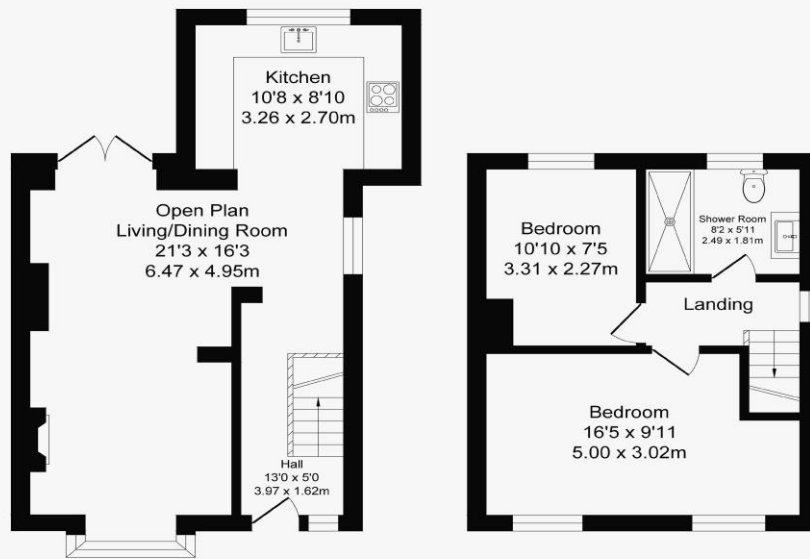 Kitchen
10'8 x 8'10
3.26 x 2.70m
Open Plan
Living/Dining Room
21'3 x 16'3
6.47 x 4.95m
Hall
13'0 x 5'0
3.97 x 1.62m
Bedroom
10'10 x 7'5
3.31 x 2.27m
Shower Room
8'2 x 5'11
2.49 x 1.81m
Landing
Bedroom
16'5 x 9'11
5.00 x 3.02m